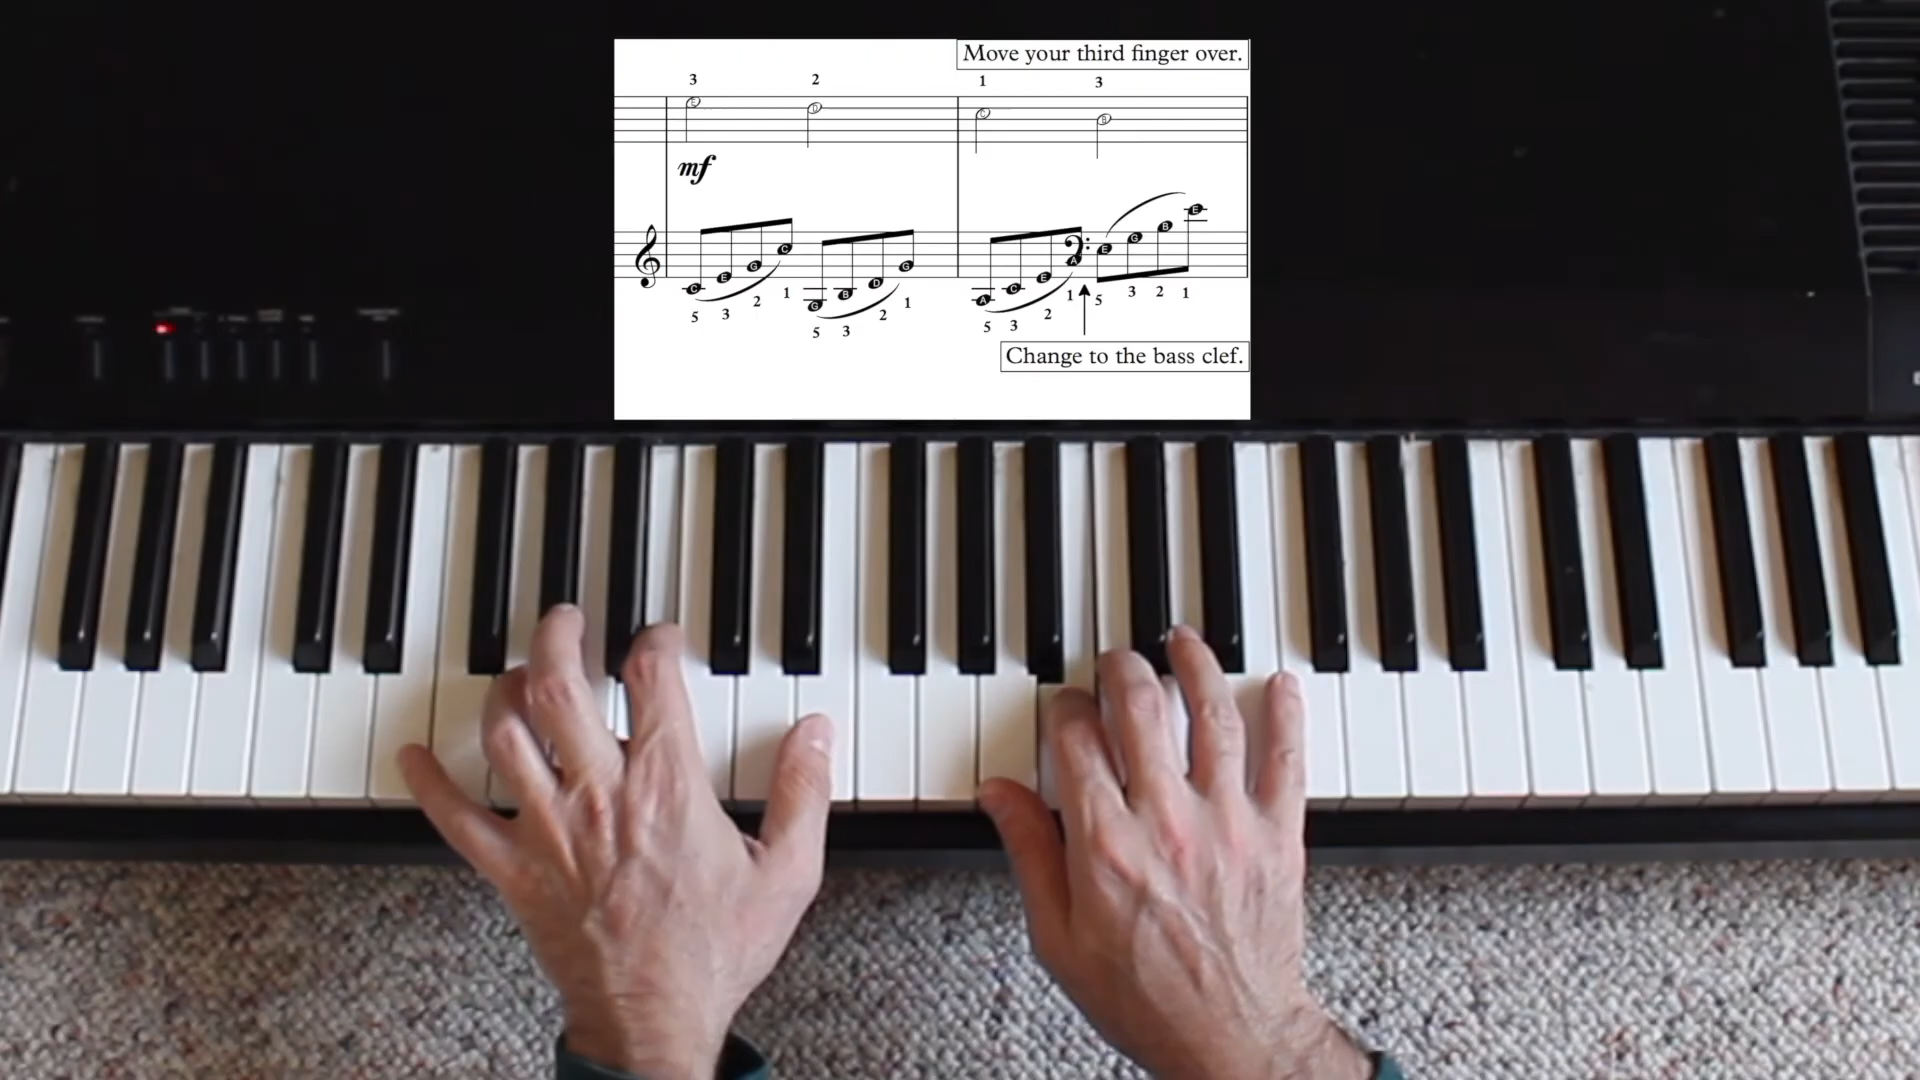 Move your third finger over.
3 2 1 3
E D C B
mf
C E G C G B D G A C E A E G B E
5 3 2 1 5 3 2 1 5 3 2 1 5 3 2 1
Change to the bass clef.